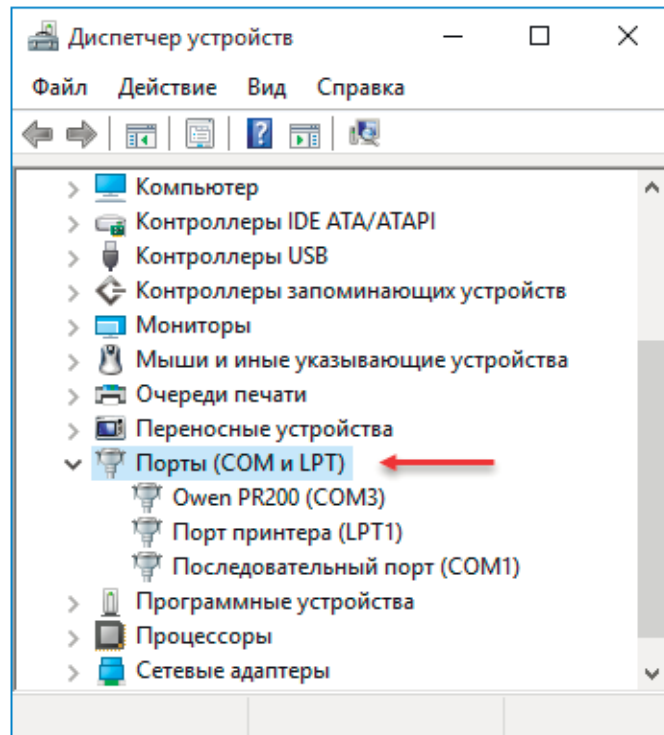 Диспетчер устройств
Файл Действие Вид Справка
Компьютер
Контроллеры IDE ATA/ATAPI
Контроллеры USB
Контроллеры запоминающих устройств
Мониторы
Мыши и иные указывающие устройства
Очереди печати
Переносные устройства
Порты (COM и LPT)
Owen PR200 (COM3)
Порт принтера (LPT1)
Последовательный порт (COM1)
Программные устройства
Процессоры
Сетевые адаптеры